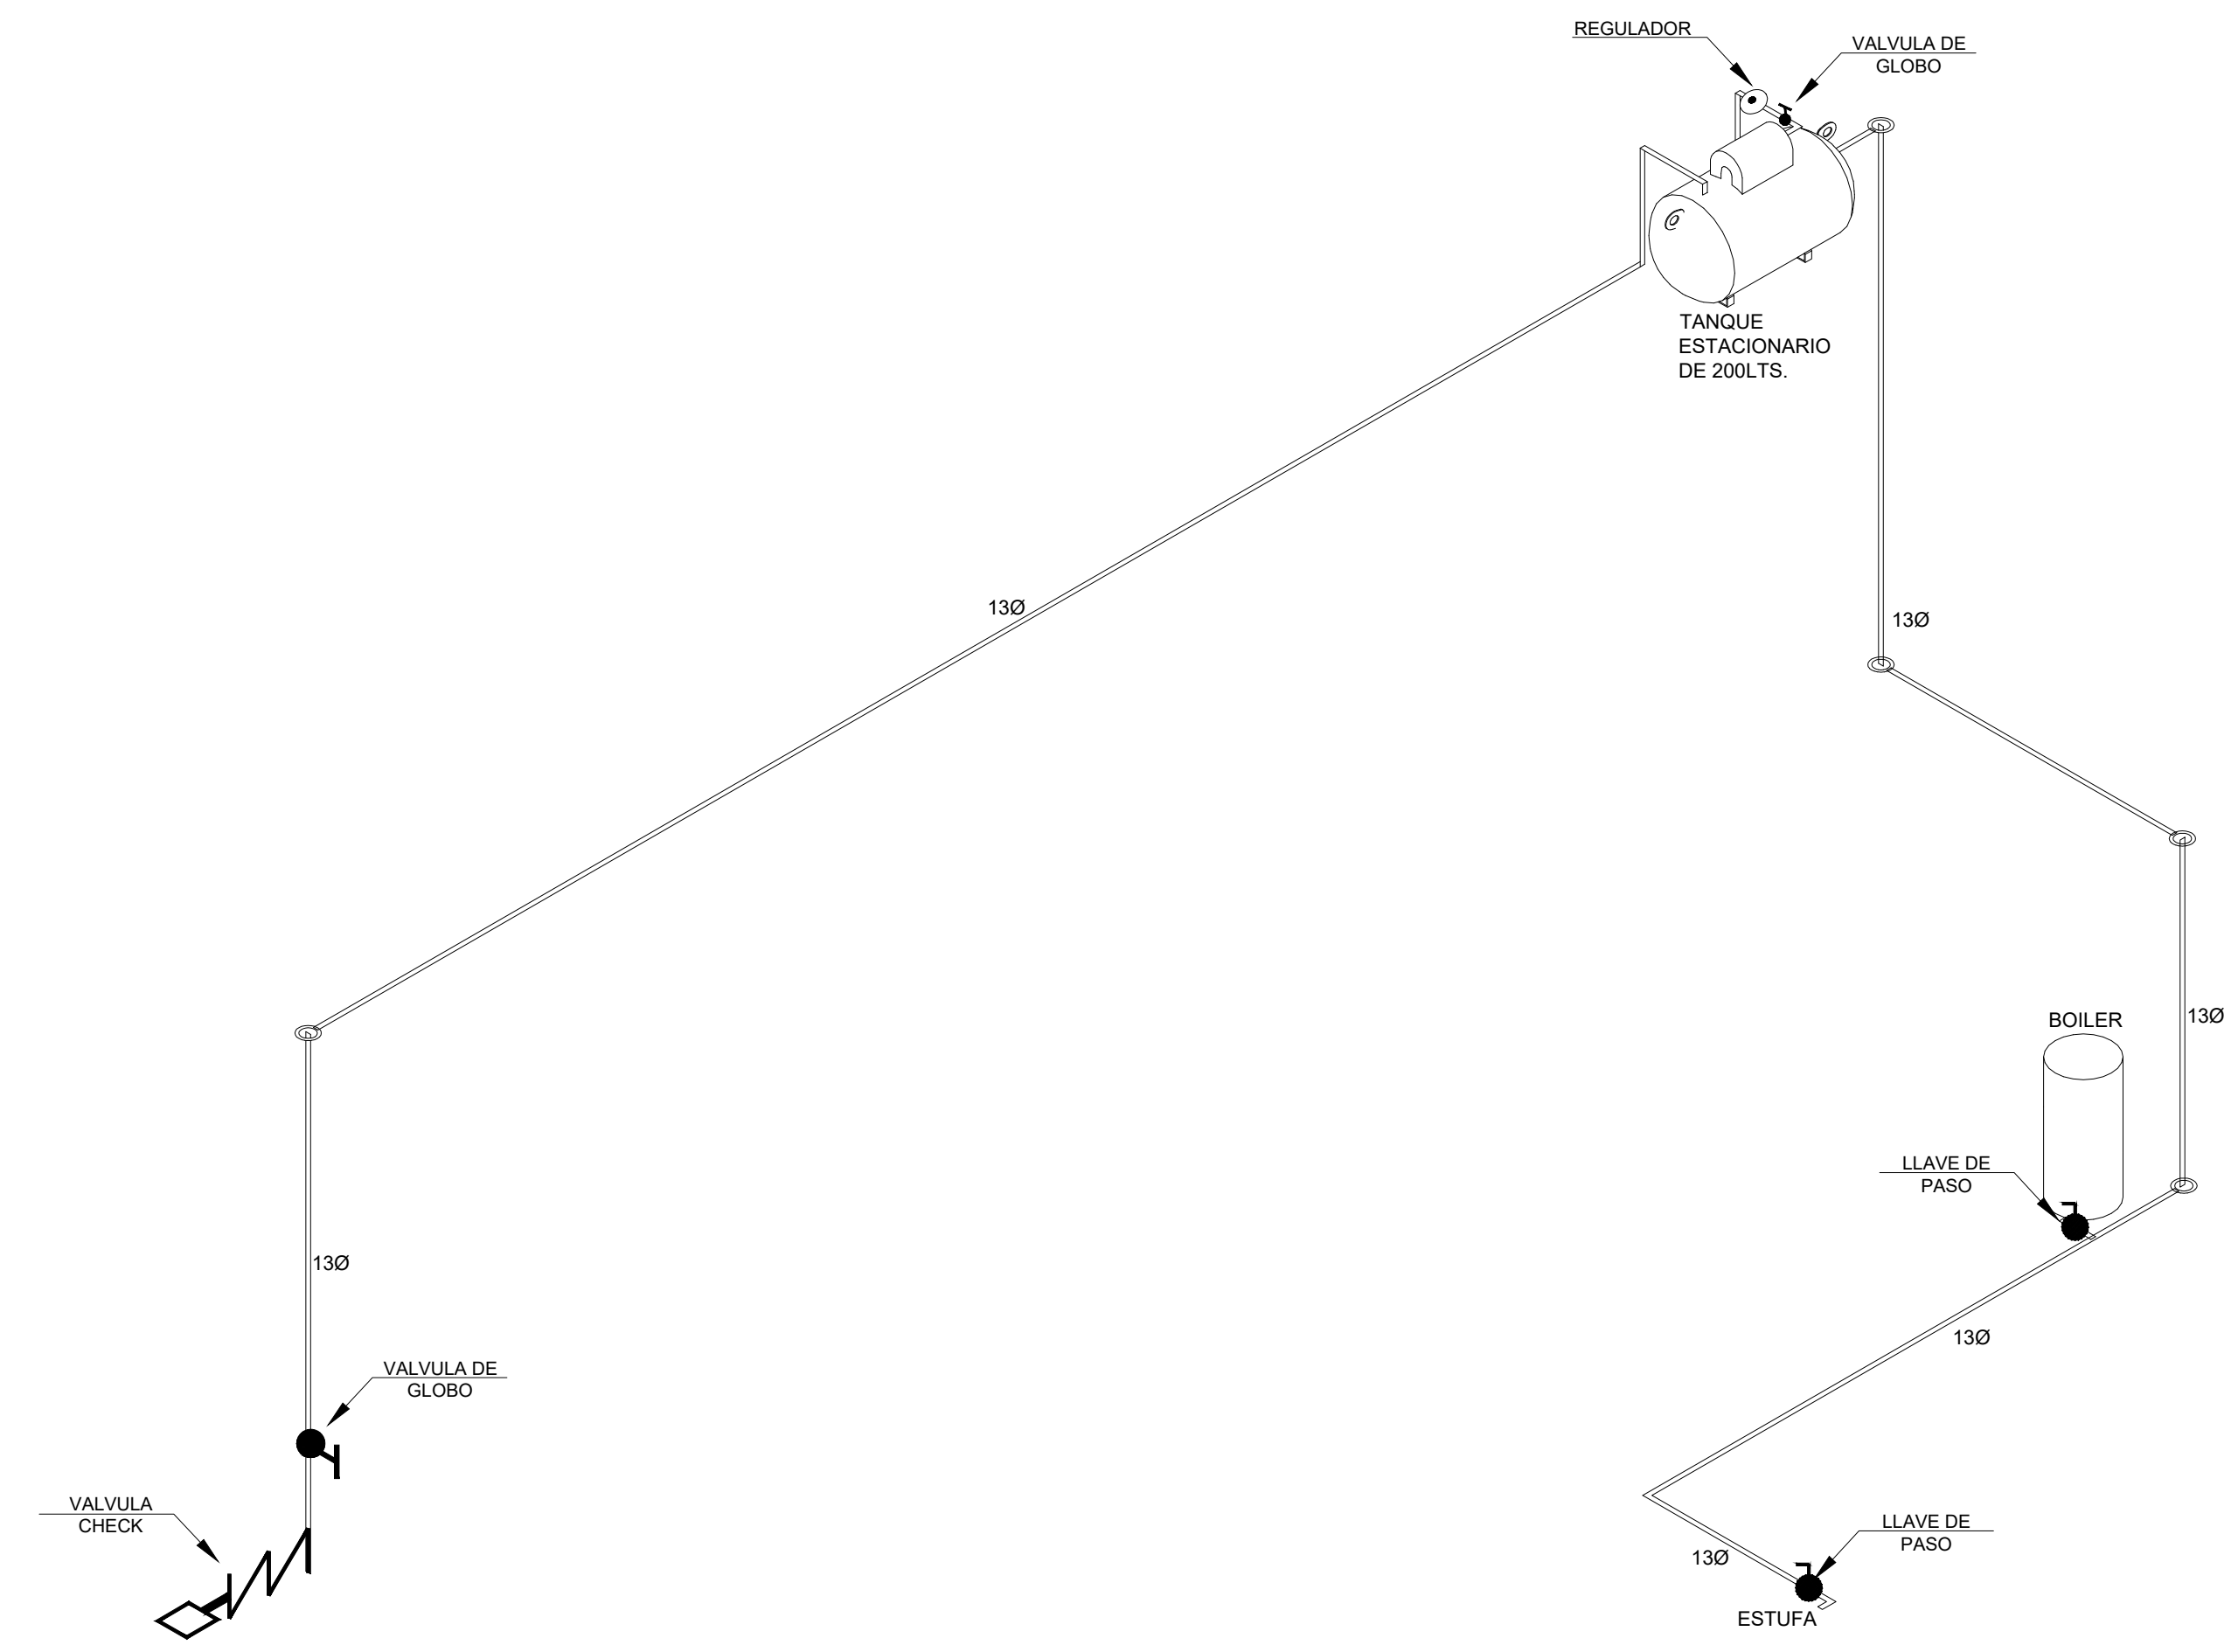 REGULADOR
VALVULA DE
GLOBO
TANQUE
ESTACIONARIO
DE 200LTS.
13Ø
13Ø
13Ø
BOILER
LLAVE DE
PASO
13Ø
13Ø
VALVULA DE
GLOBO
VALVULA
CHECK
LLAVE DE
PASO
13Ø
ESTUFA